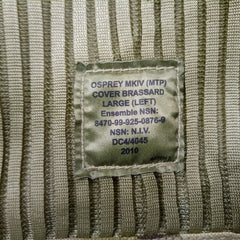 OSPREY MKIV (MTP)
COVER BRASSARD
LARGE (LEFT)
Ensemble NSN:
8470-99-925-0876-9
NSN: N.I.V.
DC4/4045
2010